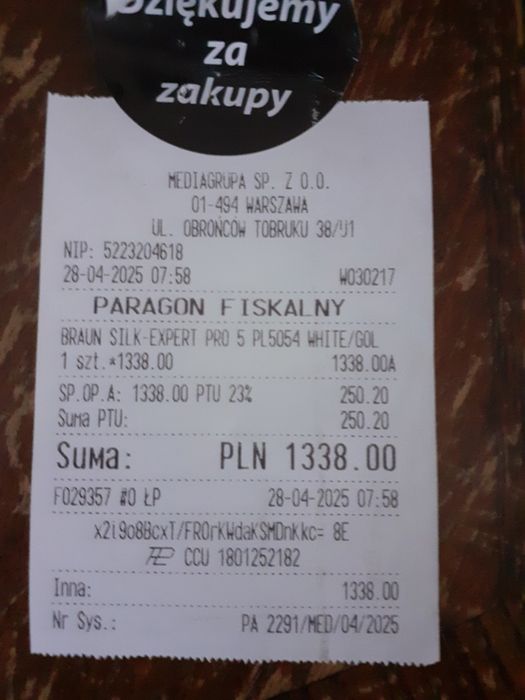 Dziękujemy
za
zakupy
MEDIAGRUPA SP. Z O.O.
01-494 WARSZAWA
UL. OBROŃCÓW TOBRUKU 38/91
NIP: 5223204618
28-04-2025 07:58 W030217
PARAGON FISKALNY
BRAUN SILK-EXPERT PRO 5 PL5054 WHITE/GOL
1 szt.*1338.00 1338.00A
SP.OP.A: 1338.00 PTU 23% 250.20
Suma PTU: 250.20
Suma: PLN 1338.00
F029357 #0 ŁP 28-04-2025 07:58
x2i9o8BcxT/FROrKWdaKSMDnKkc= 8E
CCU 1801252182
Inna: 1338.00
Nr Sys.: PA 2291/MED/04/2025